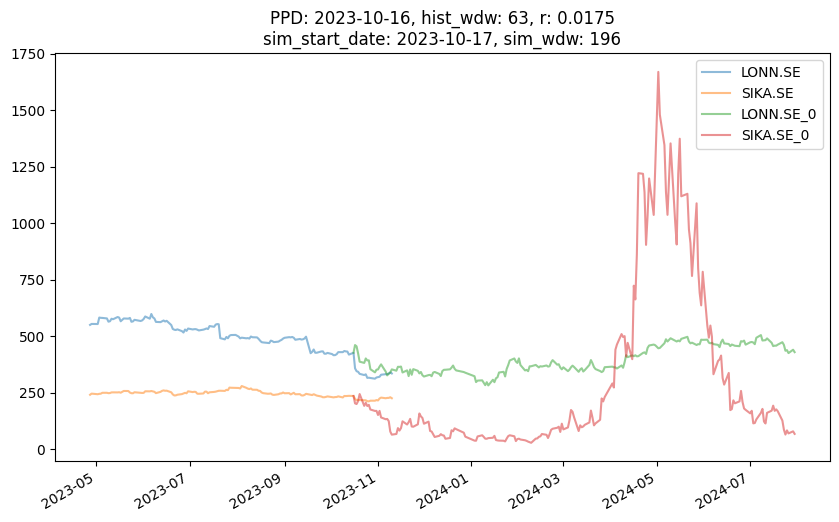 PPD: 2023-10-16, hist_wdw: 63, r: 0.0175
sim_start_date: 2023-10-17, sim_wdw: 196
1750
1500
1250
1000
750
500
250
0
LONN.SE
SIKA.SE
LONN.SE_0
SIKA.SE_0
2023-05
2023-07
2023-09
2023-11
2024-01
2024-03
2024-05
2024-07